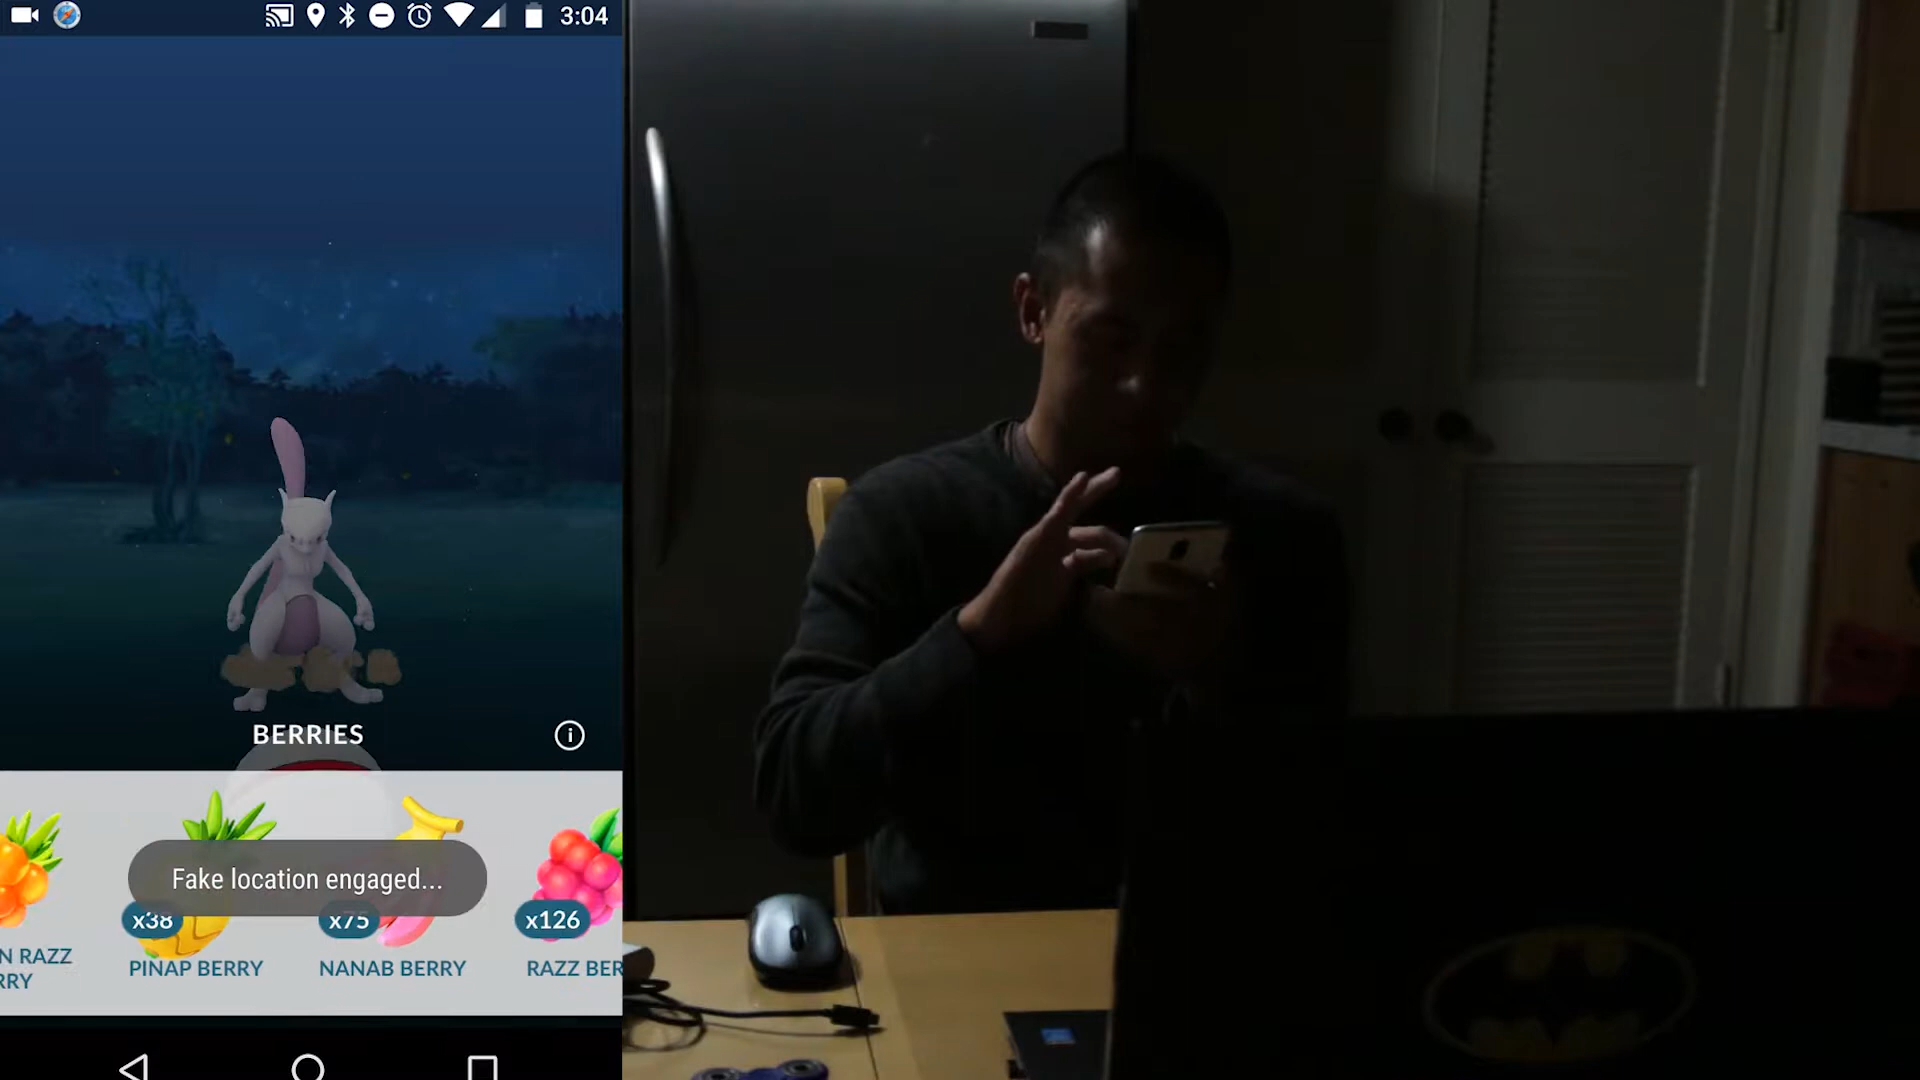 3:04
BERRIES
Fake location engaged...
x38
x75
x126
N RAZZ
RRY
PINAP BERRY
NANAB BERRY
RAZZ BER